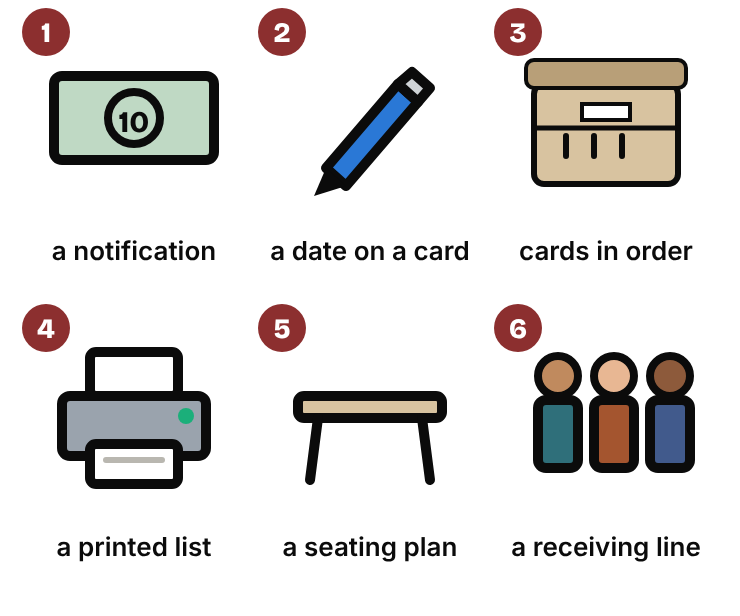 1
2
3
10
a notification
a date on a card
cards in order
4
5
6
a printed list
a seating plan
a receiving line